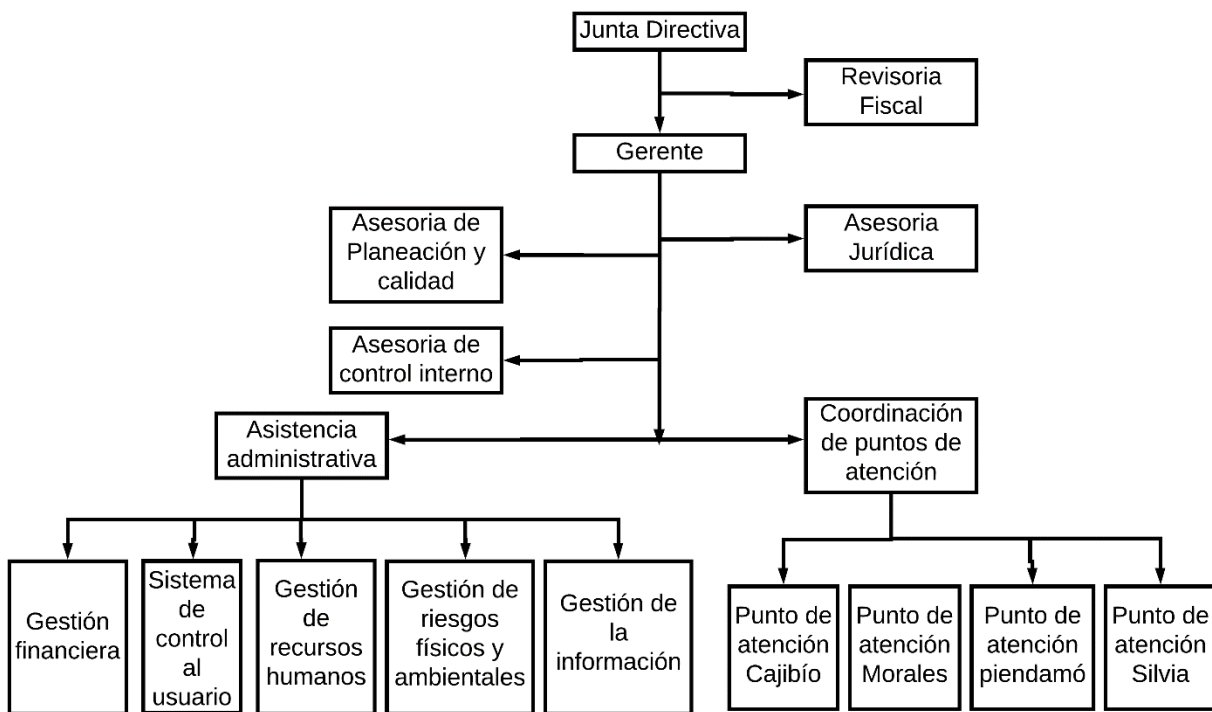 Junta Directiva
Revisoria
Fiscal
Gerente
Asesoria de
Planeación y
calidad
Asesoria
Jurídica
Asesoria de
control interno
Asistencia
administrativa
Coordinación
de puntos de
atención
Gestión
financiera
Sistema
de
control
al
usuario
Gestión
de
recursos
humanos
Gestión de
riesgos
físicos y
ambientales
Gestión de
la
información
Punto de
atención
Cajibío
Punto de
atención
Morales
Punto de
atención
piendamó
Punto de
atención
Silvia